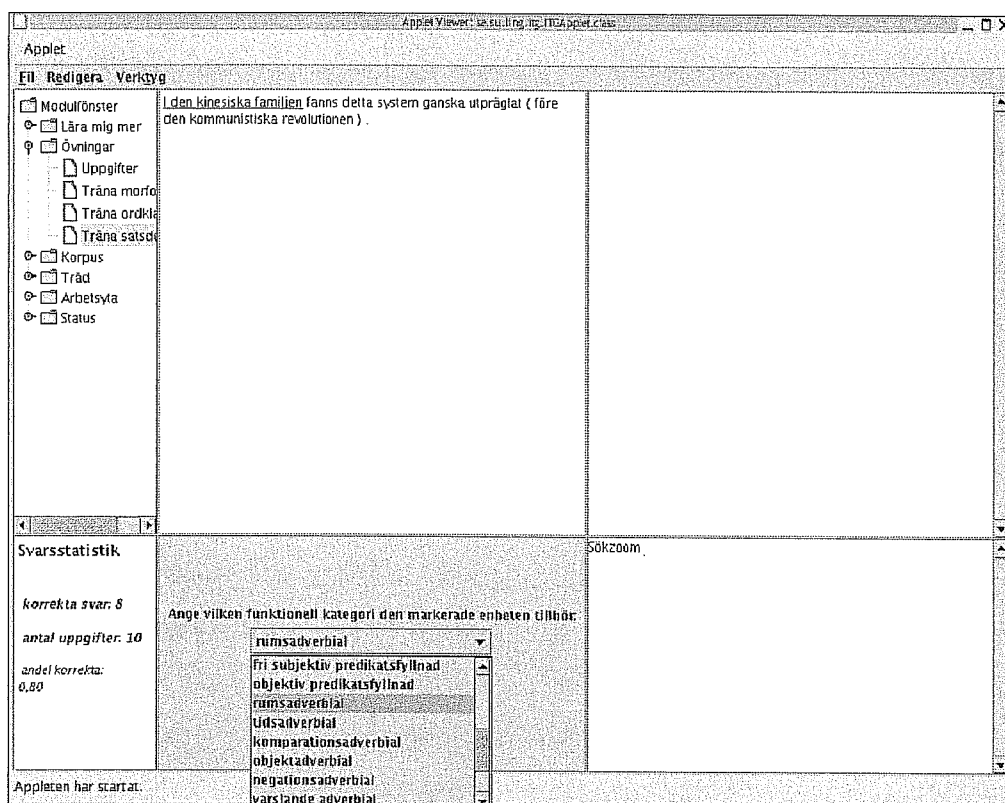 Applet Viewer: se.su.ling.itg.ITGApplet.class
Applet
Fil Redigera Verktyg
Modulfönster
Lära mig mer
Övningar
Uppgifter
Träna morfo
Träna ordkla
Träna satsde
Korpus
Träd
Arbetsyta
Status
I den kinesiska familjen fanns detta system ganska utpräglat ( före
den kommunistiska revolutionen ) .
Svarsstatistik
korrekta svar: 8
antal uppgifter: 10
andel korrekta:
0,80
Ange vilken funktionell kategori den markerade enheten tillhör:
rumsadverbial
fri subjektiv predikatsfyllnad
objektiv predikatsfyllnad
rumsadverbial
tidsadverbial
komparationsadverbial
objektadverbial
negationsadverbial
varslande adverbial
Sökzoom
Appleten har startat.